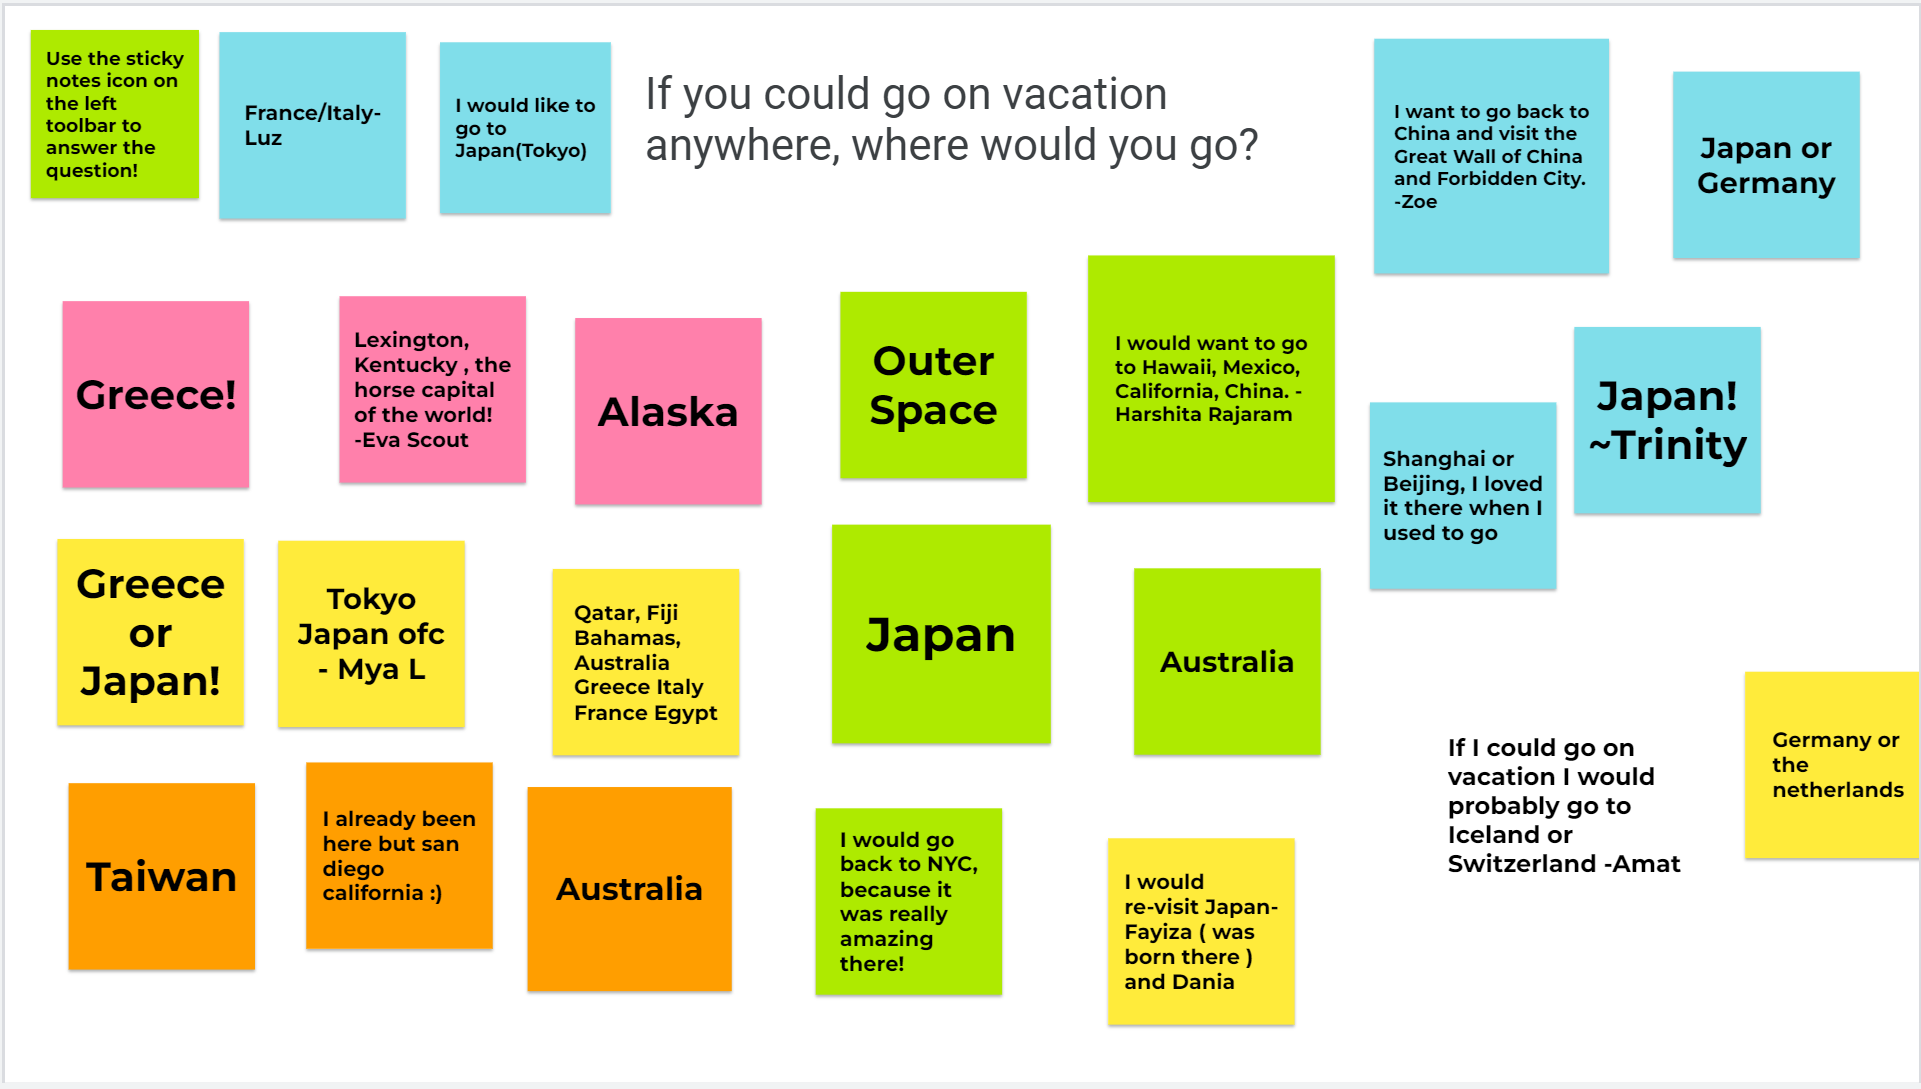 Use the sticky
notes icon on
the left
toolbar to
answer the
question!
France/Italy-
Luz
I would like to
go to
Japan(Tokyo)
If you could go on vacation
anywhere, where would you go?
I want to go back to
China and visit the
Great Wall of China
and Forbidden City.
-Zoe
Japan or
Germany
Greece!
Lexington,
Kentucky , the
horse capital
of the world!
-Eva Scout
Alaska
Outer
Space
I would want to go
to Hawaii, Mexico,
California, China. -
Harshita Rajaram
Shanghai or
Beijing, I loved
it there when I
used to go
Japan!
~Trinity
Greece
or
Japan!
Tokyo
Japan ofc
- Mya L
Qatar, Fiji
Bahamas,
Australia
Greece Italy
France Egypt
Japan
Australia
If I could go on
vacation I would
probably go to
Iceland or
Switzerland -Amat
Germany or
the
netherlands
Taiwan
I already been
here but san
diego
california :)
Australia
I would go
back to NYC,
because it
was really
amazing
there!
I would
re-visit Japan-
Fayiza ( was
born there )
and Dania